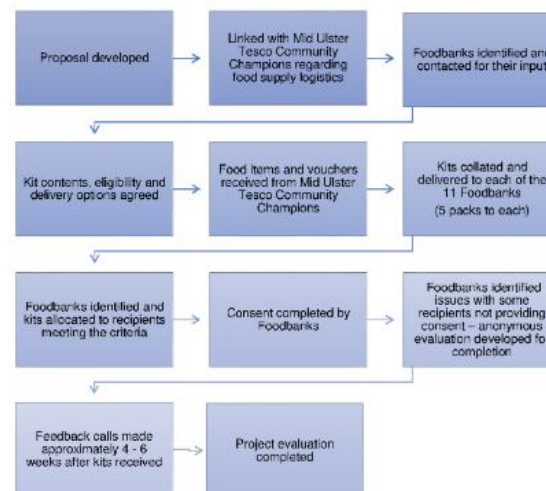 Proposal developed
Linked with Mid Ulster
Tesco Community
Champions regarding
food supply logistics
Foodbanks identified and
contacted for their input
Kit contents, eligibility and
delivery options agreed
Food items and vouchers
received from Mid Ulster
Tesco Community
Champions
Kits collated and
delivered to each of the
11 Foodbanks
(5 packs to each)
Foodbanks identified and
kits allocated to recipients
meeting the criteria
Consent completed by
Foodbanks
Foodbanks identified
issues with some
recipients not providing
consent – anonymous
evaluation developed for
completion
Feedback calls made
approximately 4 - 6
weeks after kits received
Project evaluation
completed